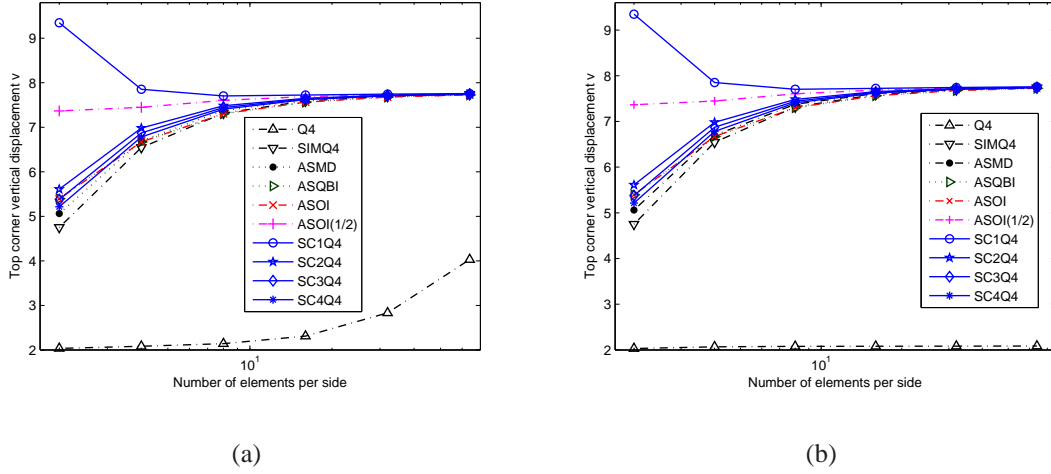 9
8
7
6
5
4
3
2
Top corner vertical displacement v
10^1
Number of elements per side
Q4
SIMQ4
ASMD
ASQBI
ASOI
ASOI(1/2)
SC1Q4
SC2Q4
SC3Q4
SC4Q4
(a)
9
8
7
6
5
4
3
2
Top corner vertical displacement v
10^1
Number of elements per side
Q4
SIMQ4
ASMD
ASQBI
ASOI
ASOI(1/2)
SC1Q4
SC2Q4
SC3Q4
SC4Q4
(b)